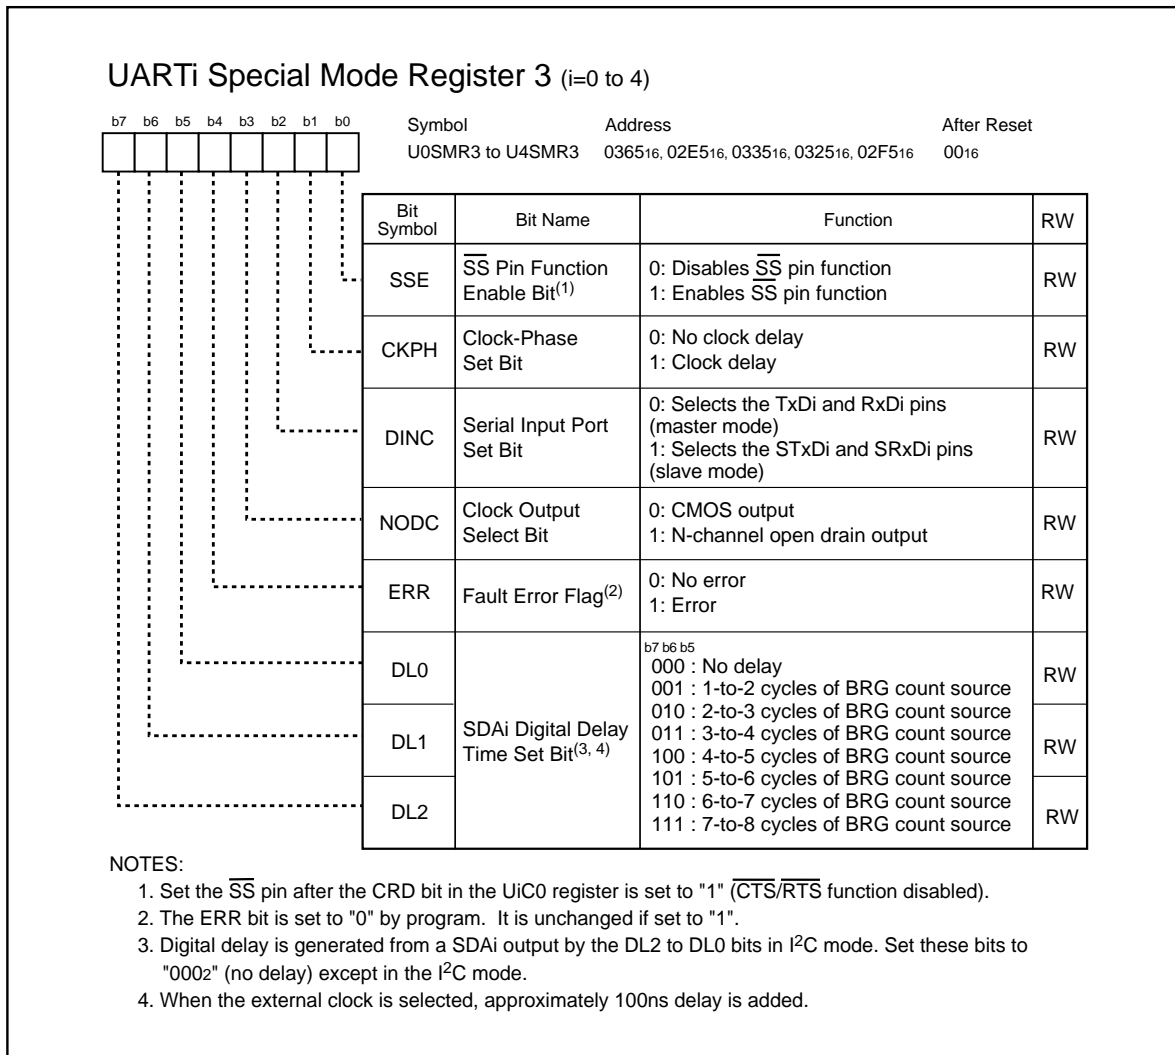 UARTi Special Mode Register 3 (i=0 to 4)
b7 b6 b5 b4 b3 b2 b1 b0
Symbol Address After Reset
U0SMR3 to U4SMR3 036516, 02E516, 033516, 032516, 02F516 0016
Bit Symbol Bit Name Function RW
SSE SS Pin Function Enable Bit(1) 0: Disables SS pin function RW
1: Enables SS pin function
CKPH Clock-Phase Set Bit 0: No clock delay RW
1: Clock delay
DINC Serial Input Port Set Bit 0: Selects the TxDi and RxDi pins RW
(master mode)
1: Selects the STxDi and SRxDi pins
(slave mode)
NODC Clock Output Select Bit 0: CMOS output RW
1: N-channel open drain output
ERR Fault Error Flag(2) 0: No error RW
1: Error
b7 b6 b5
DL0 000 : No delay RW
001 : 1-to-2 cycles of BRG count source
010 : 2-to-3 cycles of BRG count source
DL1 SDAi Digital Delay Time Set Bit(3, 4) 011 : 3-to-4 cycles of BRG count source RW
100 : 4-to-5 cycles of BRG count source
101 : 5-to-6 cycles of BRG count source
DL2 110 : 6-to-7 cycles of BRG count source RW
111 : 7-to-8 cycles of BRG count source
NOTES:
1. Set the SS pin after the CRD bit in the UiC0 register is set to "1" (CTS/RTS function disabled).
2. The ERR bit is set to "0" by program. It is unchanged if set to "1".
3. Digital delay is generated from a SDAi output by the DL2 to DL0 bits in I2C mode. Set these bits to
"0002" (no delay) except in the I2C mode.
4. When the external clock is selected, approximately 100ns delay is added.